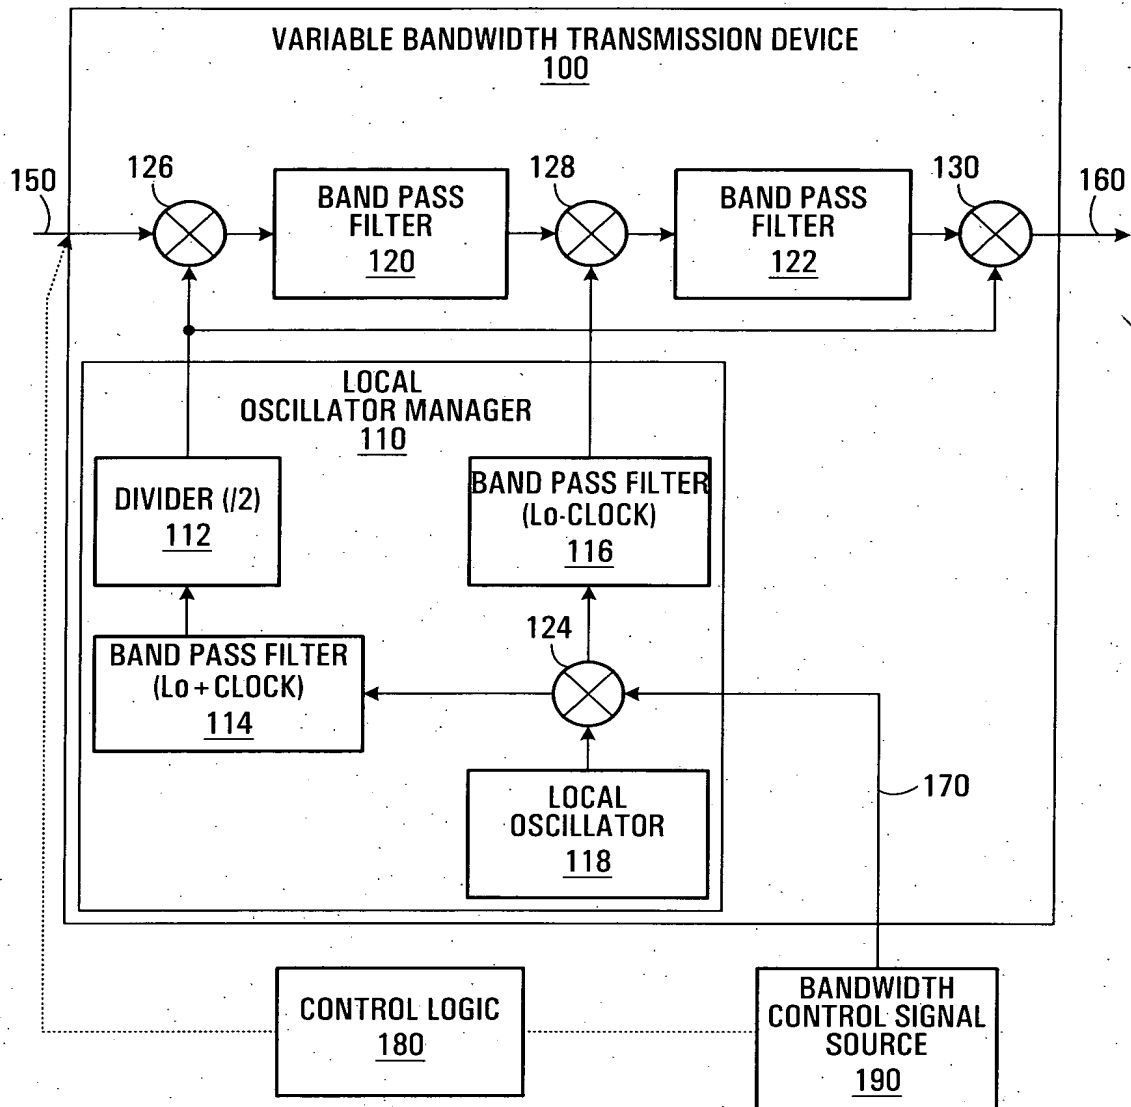 VARIABLE BANDWIDTH TRANSMISSION DEVICE
100
150
126
BAND PASS
FILTER
120
128
BAND PASS
FILTER
122
130
160
LOCAL
OSCILLATOR MANAGER
110
DIVIDER (/2)
112
BAND PASS FILTER
(Lo-CLOCK)
116
BAND PASS FILTER
(Lo+CLOCK)
114
124
LOCAL
OSCILLATOR
118
170
CONTROL LOGIC
180
BANDWIDTH
CONTROL SIGNAL
SOURCE
190